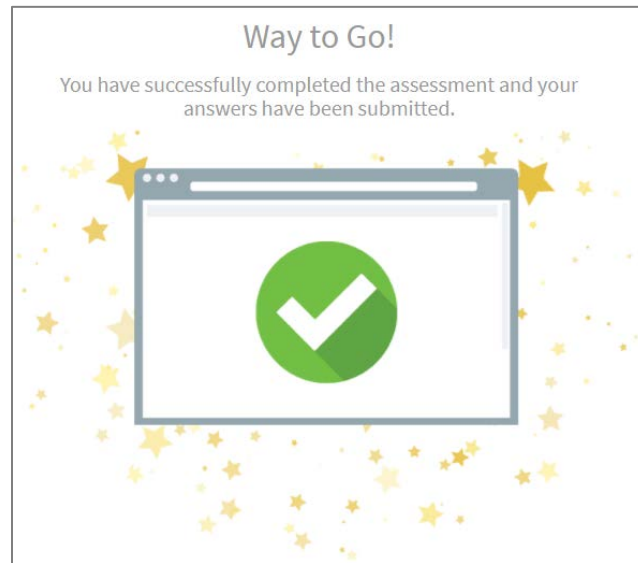 Way to Go!
You have successfully completed the assessment and your
answers have been submitted.